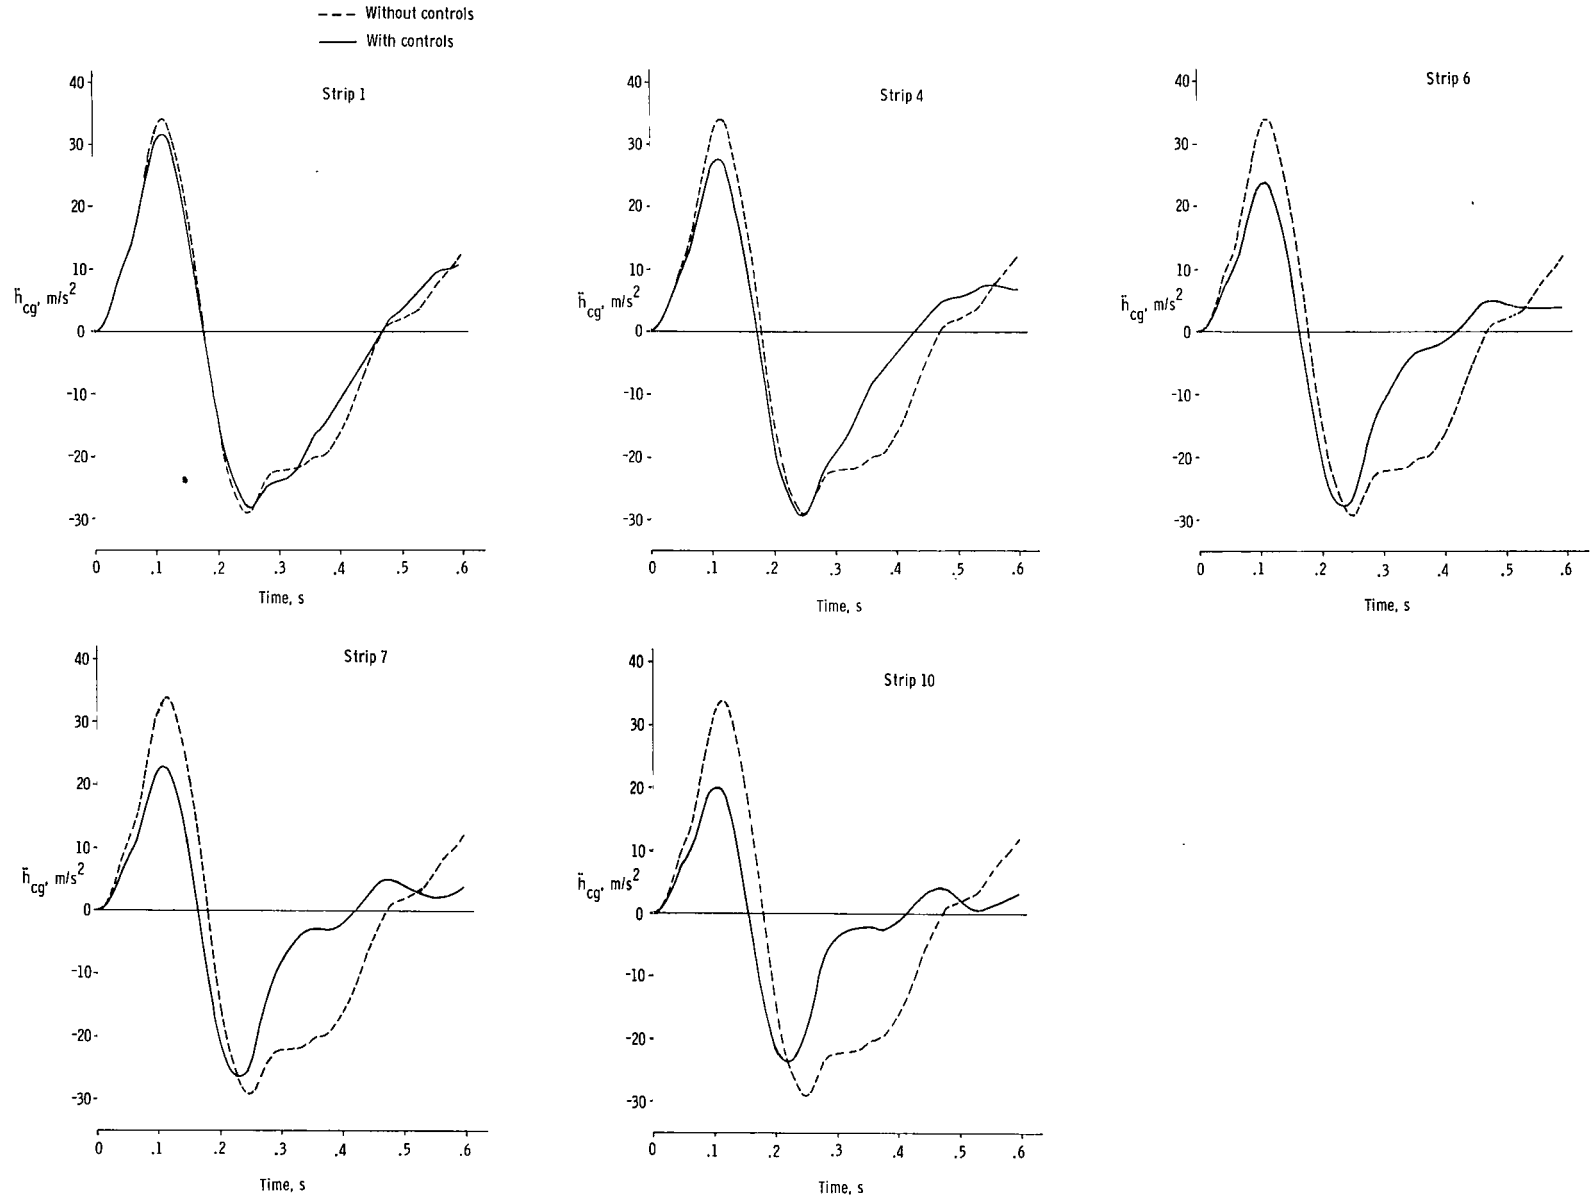 Without controls
With controls
Strip 1
40
30
20
10
0
-10
-20
-30
ḧcg, m/s²
0 .1 .2 .3 .4 .5 .6
Time, s
Strip 4
40
30
20
10
0
-10
-20
-30
ḧcg, m/s²
0 .1 .2 .3 .4 .5 .6
Time, s
Strip 6
40
30
20
10
0
-10
-20
-30
ḧcg, m/s²
0 .1 .2 .3 .4 .5 .6
Time, s
Strip 7
40
30
20
10
0
-10
-20
-30
ḧcg, m/s²
0 .1 .2 .3 .4 .5 .6
Time, s
Strip 10
40
30
20
10
0
-10
-20
-30
ḧcg, m/s²
0 .1 .2 .3 .4 .5 .6
Time, s